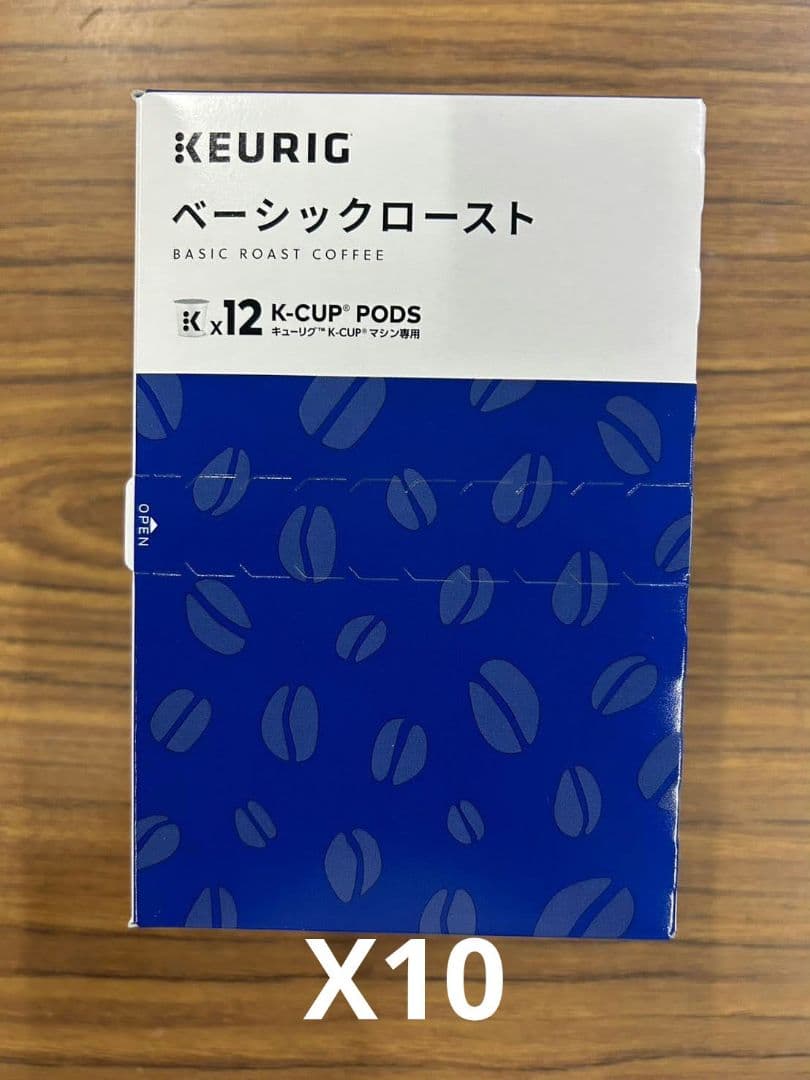 KEURIG
ベーシックロースト
BASIC ROAST COFFEE
x12 K-CUP® PODS
キューリグ™ K-CUP® マシン専用
OPEN
X10